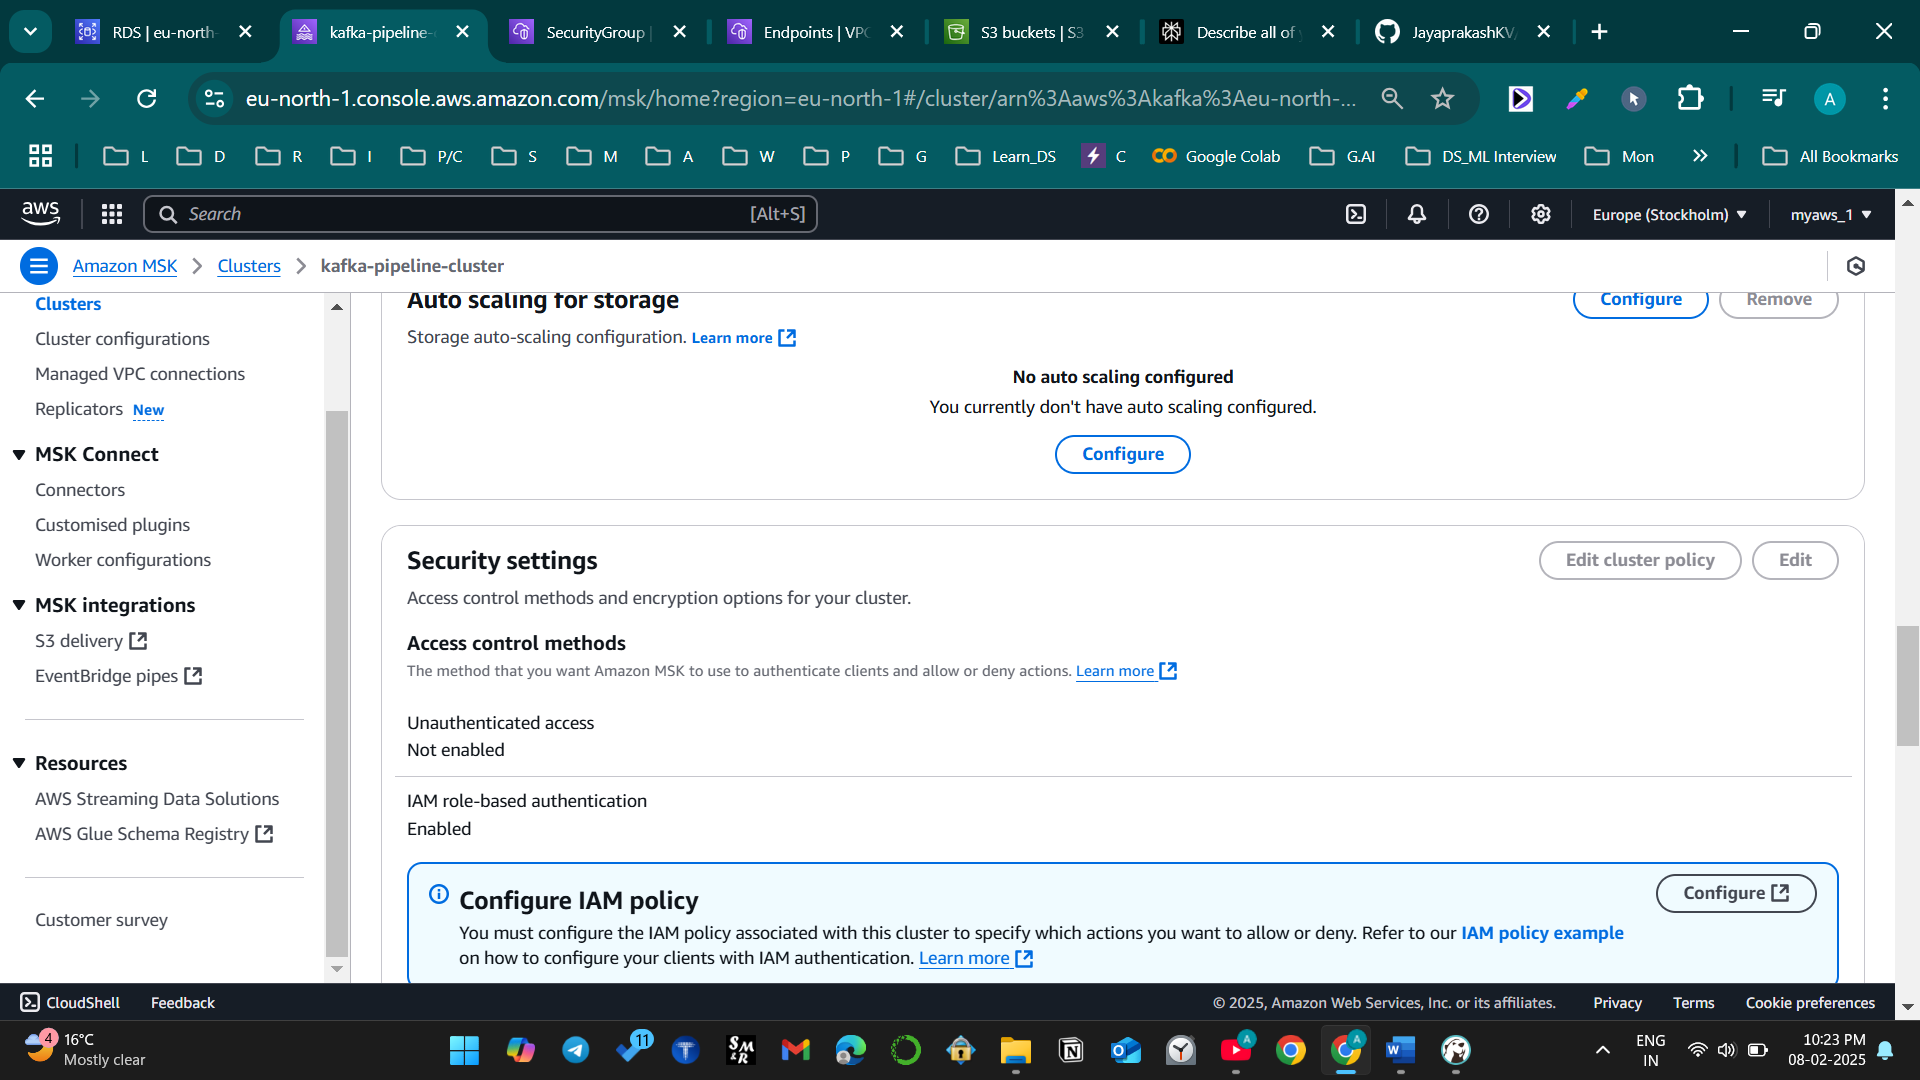 RDS | eu-north-
kafka-pipeline-
SecurityGroup |
Endpoints | VPC
S3 buckets | S3
Describe all of
JayaprakashKV
eu-north-1.console.aws.amazon.com/msk/home?region=eu-north-1#/cluster/arn%3Aaws%3Akafka%3Aeu-north-...
A
L
D
R
I
P/C
S
M
A
W
P
G
Learn_DS
C
Google Colab
G.AI
DS_ML Interview
Mon
All Bookmarks
aws
Search
[Alt+S]
Europe (Stockholm)
myaws_1
Amazon MSK
Clusters
kafka-pipeline-cluster
Clusters
Cluster configurations
Managed VPC connections
Replicators New
MSK Connect
Connectors
Customised plugins
Worker configurations
MSK integrations
S3 delivery
EventBridge pipes
Resources
AWS Streaming Data Solutions
AWS Glue Schema Registry
Customer survey
Auto scaling for storage
Configure
Remove
Storage auto-scaling configuration. Learn more
No auto scaling configured
You currently don't have auto scaling configured.
Configure
Security settings
Edit cluster policy
Edit
Access control methods and encryption options for your cluster.
Access control methods
The method that you want Amazon MSK to use to authenticate clients and allow or deny actions. Learn more
Unauthenticated access
Not enabled
IAM role-based authentication
Enabled
Configure IAM policy
Configure
You must configure the IAM policy associated with this cluster to specify which actions you want to allow or deny. Refer to our IAM policy example
on how to configure your clients with IAM authentication. Learn more
CloudShell
Feedback
© 2025, Amazon Web Services, Inc. or its affiliates.
Privacy
Terms
Cookie preferences
4
16°C
Mostly clear
11
T
SM
&R
A
A
ENG
IN
10:23 PM
08-02-2025